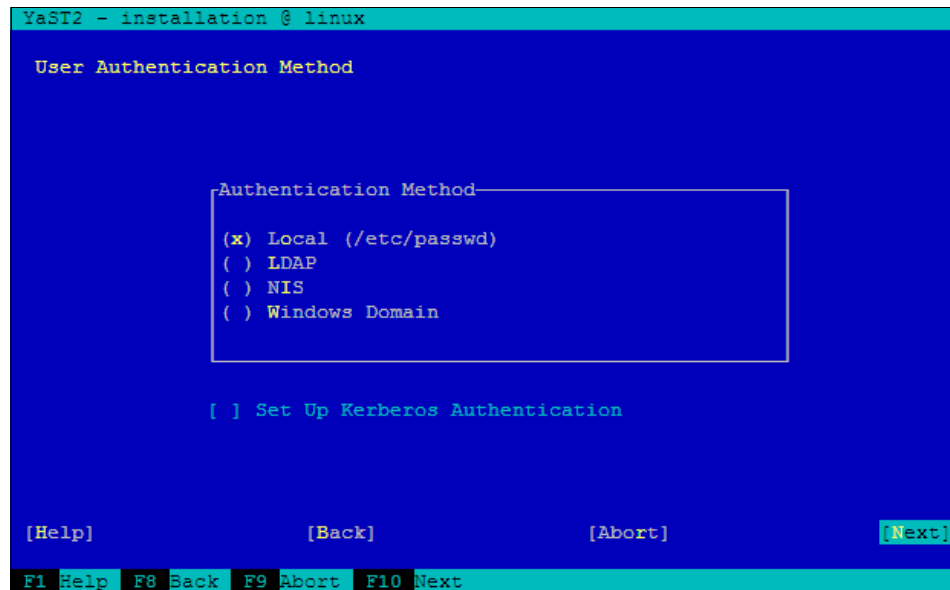 YaST2 - installation @ linux
User Authentication Method
Authentication Method
(x) Local (/etc/passwd)
( ) LDAP
( ) NIS
( ) Windows Domain
[ ] Set Up Kerberos Authentication
[Help] [Back] [Abort] [Next]
F1 Help F8 Back F9 Abort F10 Next